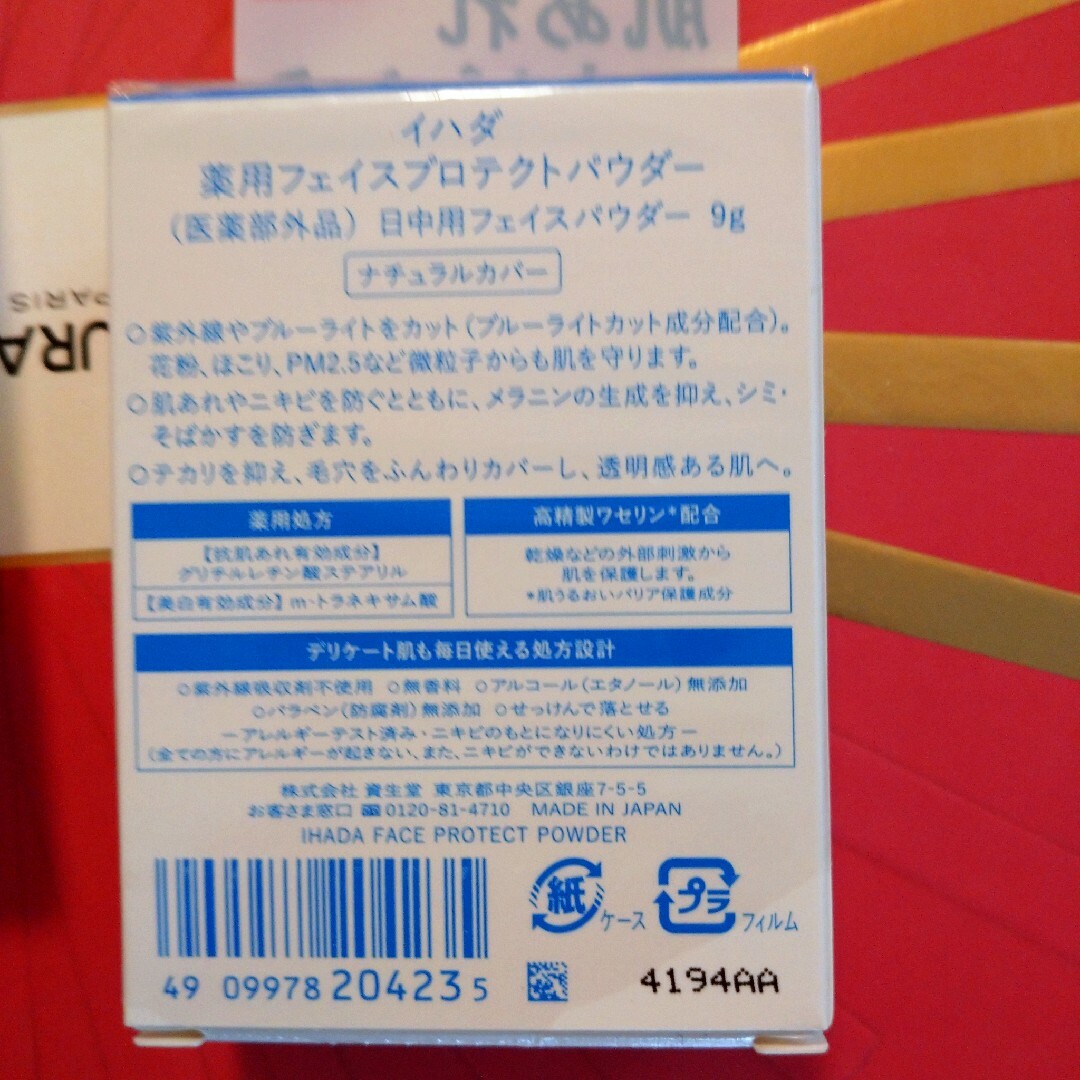 肌あれ
イハダ
薬用フェイスプロテクトパウダー
(医薬部外品) 日中用フェイスパウダー 9g
ナチュラルカバー
○紫外線やブルーライトをカット(ブルーライトカット成分配合)。
花粉、ほこり、PM2.5など微粒子からも肌を守ります。
○肌あれやニキビを防ぐとともに、メラニンの生成を抑え、シミ・
そばかすを防ぎます。
○テカリを抑え、毛穴をふんわりカバーし、透明感ある肌へ。
薬用処方
【抗肌あれ有効成分】
グリチルレチン酸ステアリル
【美白有効成分】m-トラネキサム酸
高精製ワセリン*配合
乾燥などの外部刺激から
肌を保護します。
*肌うるおいバリア保護成分
デリケート肌も毎日使える処方設計
○紫外線吸収剤不使用 ○無香料 ○アルコール(エタノール)無添加
○パラベン(防腐剤)無添加 ○せっけんで落とせる
−アレルギーテスト済み・ニキビのもとになりにくい処方−
(全ての方にアレルギーが起きない、また、ニキビができないわけではありません。)
株式会社 資生堂 東京都中央区銀座7-5-5
お客さま窓口 0120-81-4710 MADE IN JAPAN
IHADA FACE PROTECT POWDER
紙 ケース プラ フィルム
49 09978 204235
4194AA
URA
PARIS